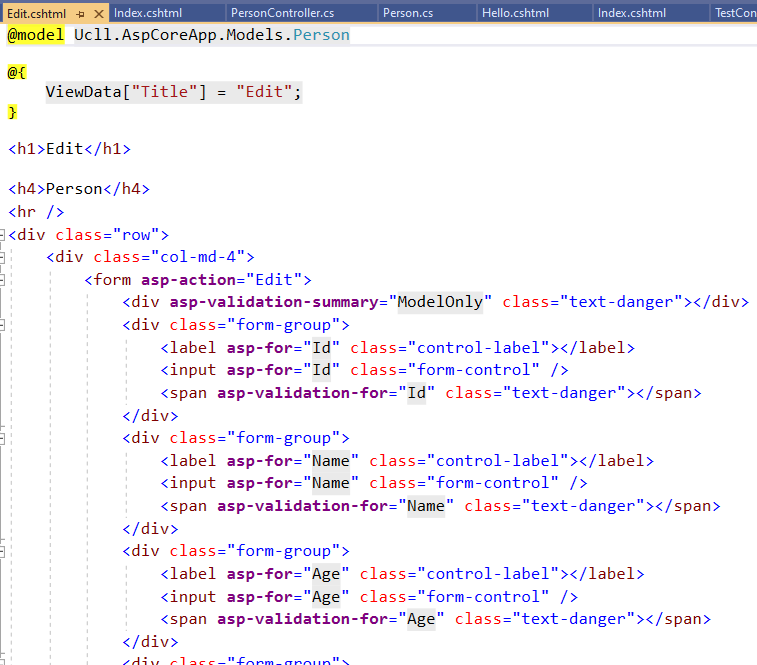 Edit.cshtml Index.cshtml PersonController.cs Person.cs Hello.cshtml Index.cshtml TestCon
@model Ucll.AspCoreApp.Models.Person
@{
    ViewData["Title"] = "Edit";
}
<h1>Edit</h1>
<h4>Person</h4>
<hr />
<div class="row">
    <div class="col-md-4">
        <form asp-action="Edit">
            <div asp-validation-summary="ModelOnly" class="text-danger"></div>
            <div class="form-group">
                <label asp-for="Id" class="control-label"></label>
                <input asp-for="Id" class="form-control" />
                <span asp-validation-for="Id" class="text-danger"></span>
            </div>
            <div class="form-group">
                <label asp-for="Name" class="control-label"></label>
                <input asp-for="Name" class="form-control" />
                <span asp-validation-for="Name" class="text-danger"></span>
            </div>
            <div class="form-group">
                <label asp-for="Age" class="control-label"></label>
                <input asp-for="Age" class="form-control" />
                <span asp-validation-for="Age" class="text-danger"></span>
            </div>
            <div class="form-group">